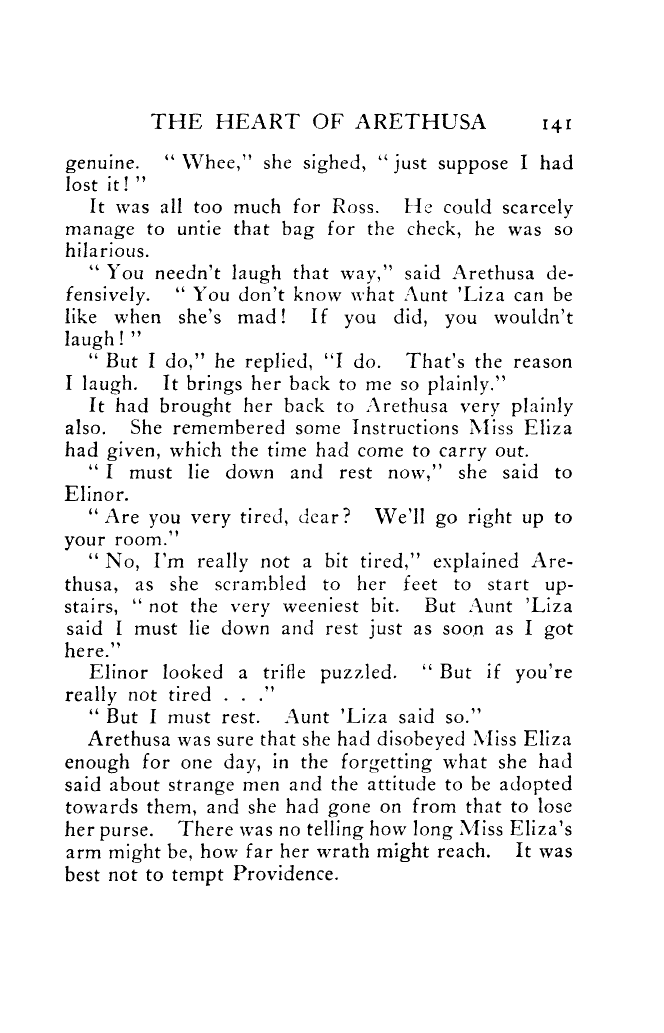 THE HEART OF ARETHUSA 141
genuine. "Whee," she sighed, "just suppose I had
lost it!"
It was all too much for Ross. He could scarcely
manage to untie that bag for the check, he was so
hilarious.
"You needn't laugh that way," said Arethusa de-
fensively. "You don't know what Aunt 'Liza can be
like when she's mad! If you did, you wouldn't
laugh!"
"But I do," he replied, "I do. That's the reason
I laugh. It brings her back to me so plainly."
It had brought her back to Arethusa very plainly
also. She remembered some Instructions Miss Eliza
had given, which the time had come to carry out.
"I must lie down and rest now," she said to
Elinor.
"Are you very tired, dear? We'll go right up to
your room."
"No, I'm really not a bit tired," explained Are-
thusa, as she scrambled to her feet to start up-
stairs, "not the very weeniest bit. But Aunt 'Liza
said I must lie down and rest just as soon as I got
here."
Elinor looked a trifle puzzled. "But if you're
really not tired . . ."
"But I must rest. Aunt 'Liza said so."
Arethusa was sure that she had disobeyed Miss Eliza
enough for one day, in the forgetting what she had
said about strange men and the attitude to be adopted
towards them, and she had gone on from that to lose
her purse. There was no telling how long Miss Eliza's
arm might be, how far her wrath might reach. It was
best not to tempt Providence.